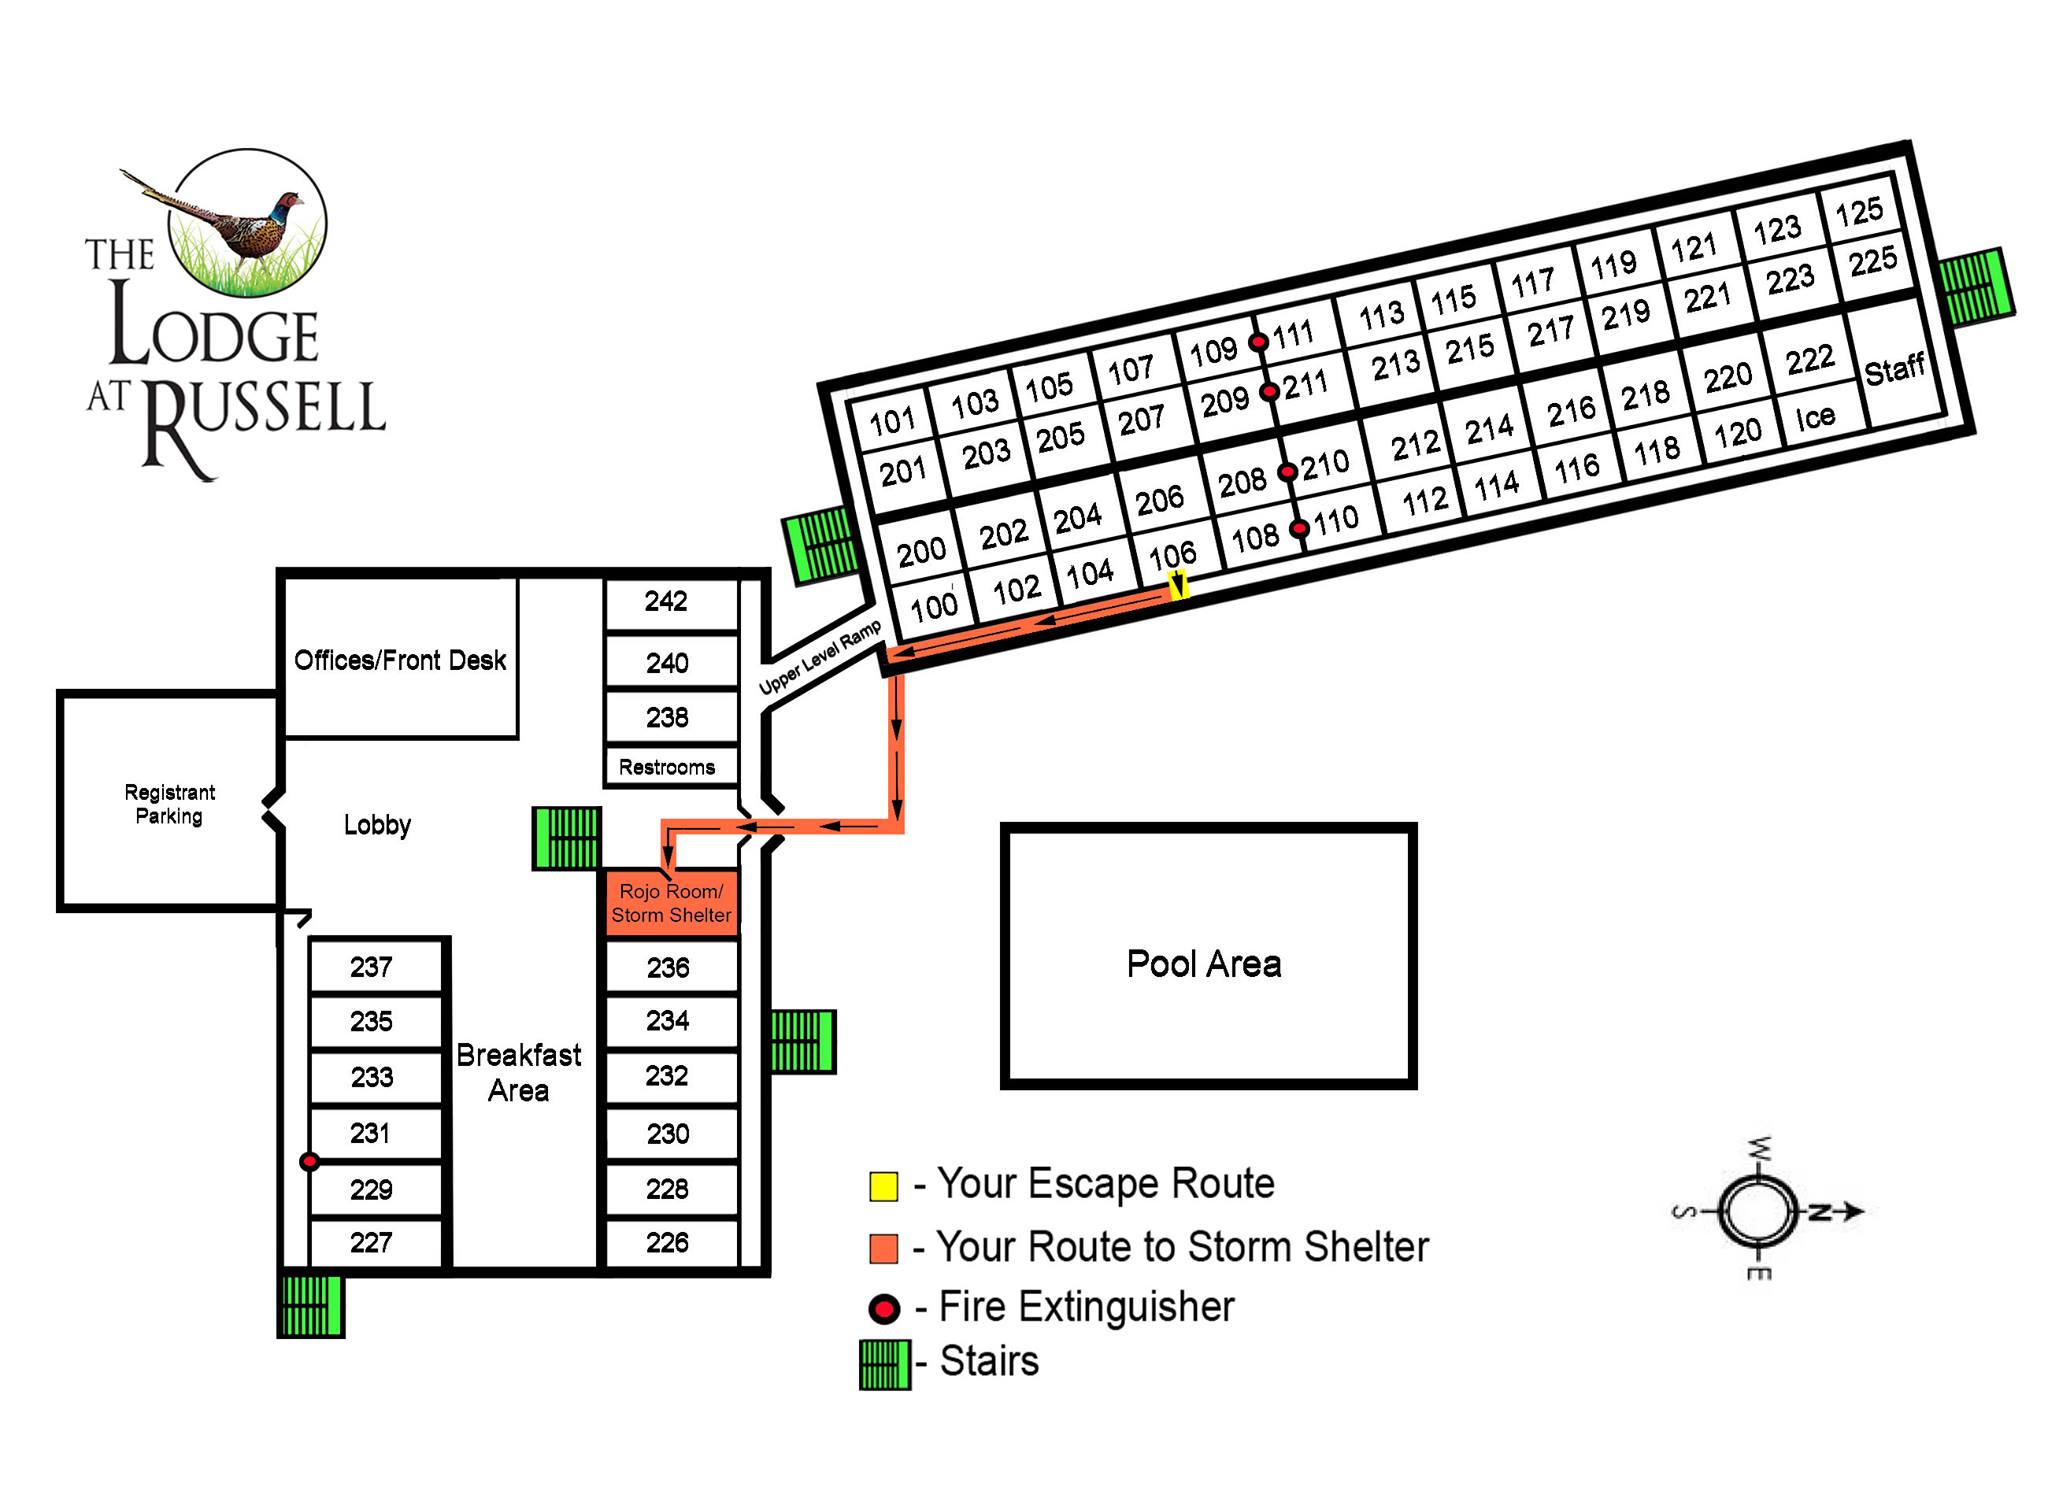 THE
LODGE
AT RUSSELL
101 103 105 107 109 111 113 115 117 119 121 123 125
201 203 205 207 209 211 213 215 217 219 221 223 225
200 202 204 206 208 210 212 214 216 218 220 222 Staff
100 102 104 106 108 110 112 114 116 118 120 Ice
Upper Level Ramp
Offices/Front Desk
242
240
238
Restrooms
Registrant
Parking
Lobby
Rojo Room/
Storm Shelter
237
235
233
231
229
227
Breakfast
Area
236
234
232
230
228
226
Pool Area
- Your Escape Route
- Your Route to Storm Shelter
- Fire Extinguisher
- Stairs
W
S
N
E